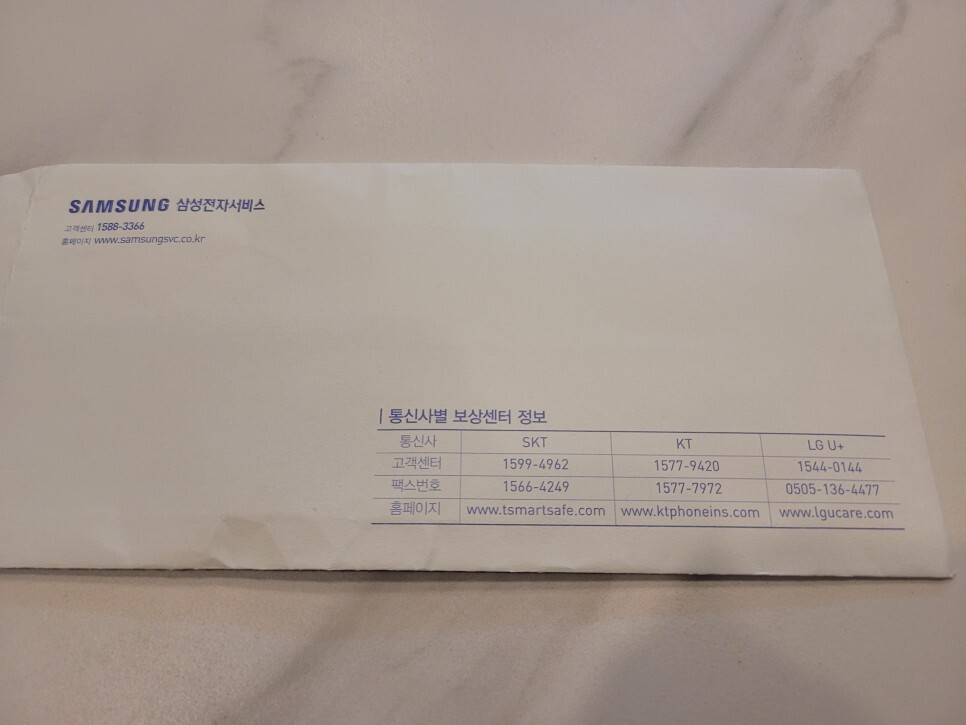 SAMSUNG 삼성전자서비스
고객센터 1588-3366
홈페이지 www.samsungsvc.co.kr
통신사별 보상센터 정보
통신사 SKT KT LG U+
고객센터 1599-4962 1577-9420 1544-0144
팩스번호 1566-4249 1577-7972 0505-136-4477
홈페이지 www.tsmartsafe.com www.ktphoneins.com www.lgucare.com